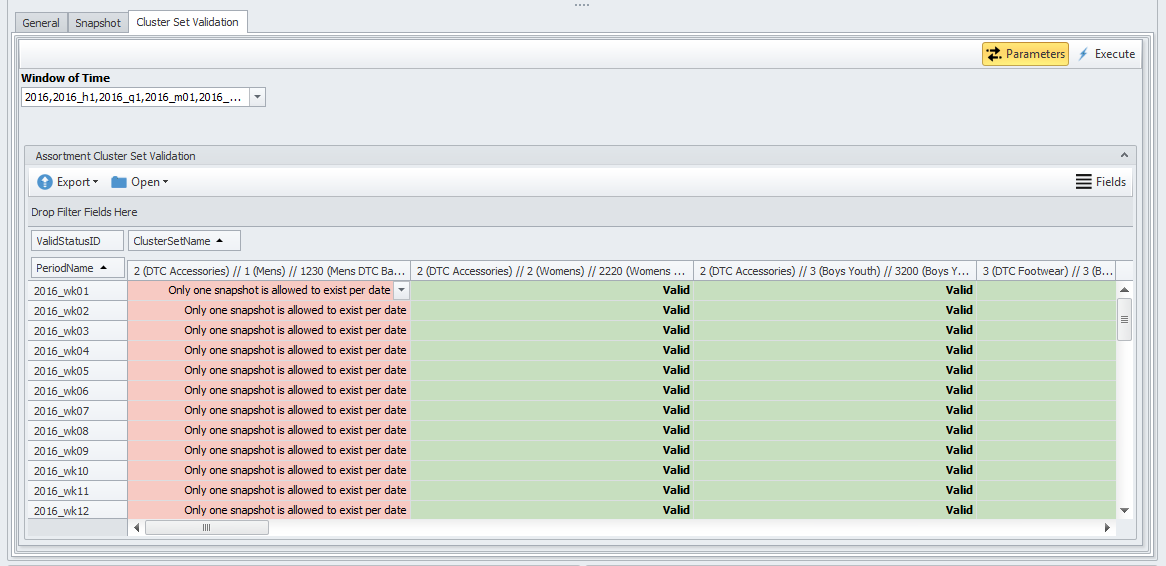 General Snapshot Cluster Set Validation
Parameters Execute
Window of Time
2016,2016_h1,2016_q1,2016_m01,2016_...
Assortment Cluster Set Validation
Export Open Fields
Drop Filter Fields Here
ValidStatusID ClusterSetName
PeriodName 2 (DTC Accessories) // 1 (Mens) // 1230 (Mens DTC Ba... 2 (DTC Accessories) // 2 (Womens) // 2220 (Womens ... 2 (DTC Accessories) // 3 (Boys Youth) // 3200 (Boys Y... 3 (DTC Footwear) // 3 (B...
2016_wk01 Only one snapshot is allowed to exist per date Valid Valid
2016_wk02 Only one snapshot is allowed to exist per date Valid Valid
2016_wk03 Only one snapshot is allowed to exist per date Valid Valid
2016_wk04 Only one snapshot is allowed to exist per date Valid Valid
2016_wk05 Only one snapshot is allowed to exist per date Valid Valid
2016_wk06 Only one snapshot is allowed to exist per date Valid Valid
2016_wk07 Only one snapshot is allowed to exist per date Valid Valid
2016_wk08 Only one snapshot is allowed to exist per date Valid Valid
2016_wk09 Only one snapshot is allowed to exist per date Valid Valid
2016_wk10 Only one snapshot is allowed to exist per date Valid Valid
2016_wk11 Only one snapshot is allowed to exist per date Valid Valid
2016_wk12 Only one snapshot is allowed to exist per date Valid Valid